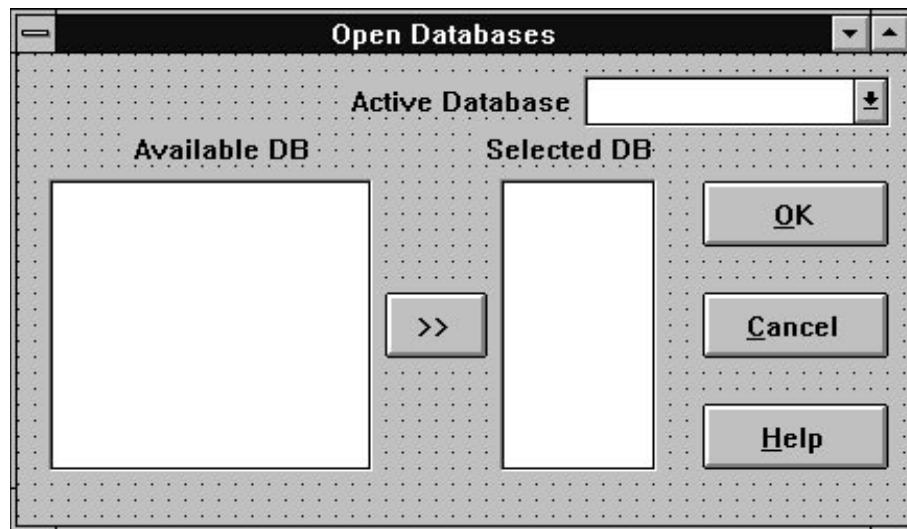 Open Databases
Active Database
Available DB
Selected DB
OK
>>
Cancel
Help